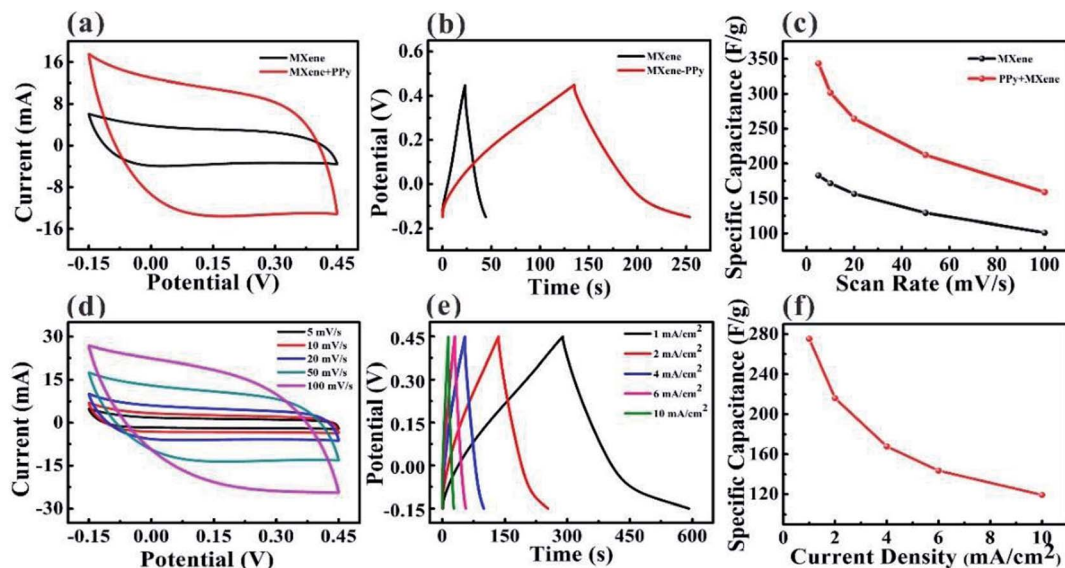 (a)
MXene
MXene+PPy
16
8
0
-8
-16
-0.15 0.00 0.15 0.30 0.45
Current (mA)
Potential (V)
(b)
MXene
MXene-PPy
0.6
0.4
0.2
0.0
-0.2
0 50 100 150 200 250
Potential (V)
Time (s)
(c)
MXene
PPy+MXene
350
300
250
200
150
100
0 20 40 60 80 100
Specific Capacitance (F/g)
Scan Rate (mV/s)
(d)
5 mV/s
10 mV/s
20 mV/s
50 mV/s
100 mV/s
30
15
0
-15
-30
-0.15 0.00 0.15 0.30 0.45
Current (mA)
Potential (V)
(e)
1 mA/cm2
2 mA/cm2
4 mA/cm2
6 mA/cm2
10 mA/cm2
0.45
0.30
0.15
0.00
-0.15
0 150 300 450 600
Potential (V)
Time (s)
(f)
280
240
200
160
120
0 2 4 6 8 10
Specific Capacitance (F/g)
Current Density (mA/cm2)